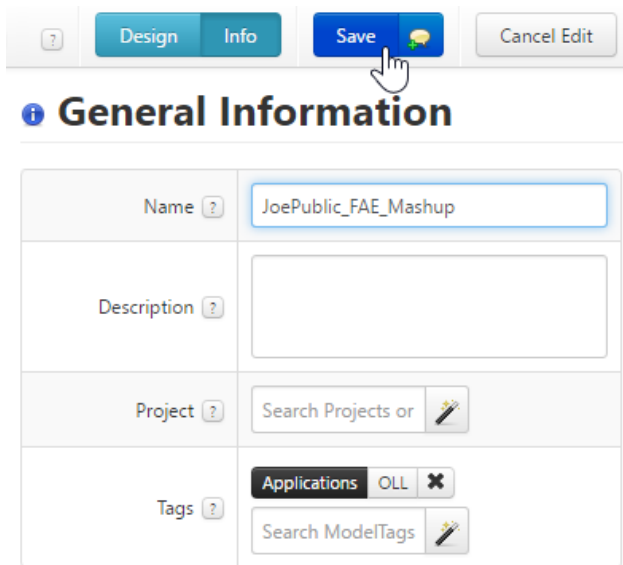 ? Design Info Save Cancel Edit
General Information
Name ? JoePublic_FAE_Mashup
Description ?
Project ? Search Projects or
Applications OLL
Tags ?
Search ModelTags